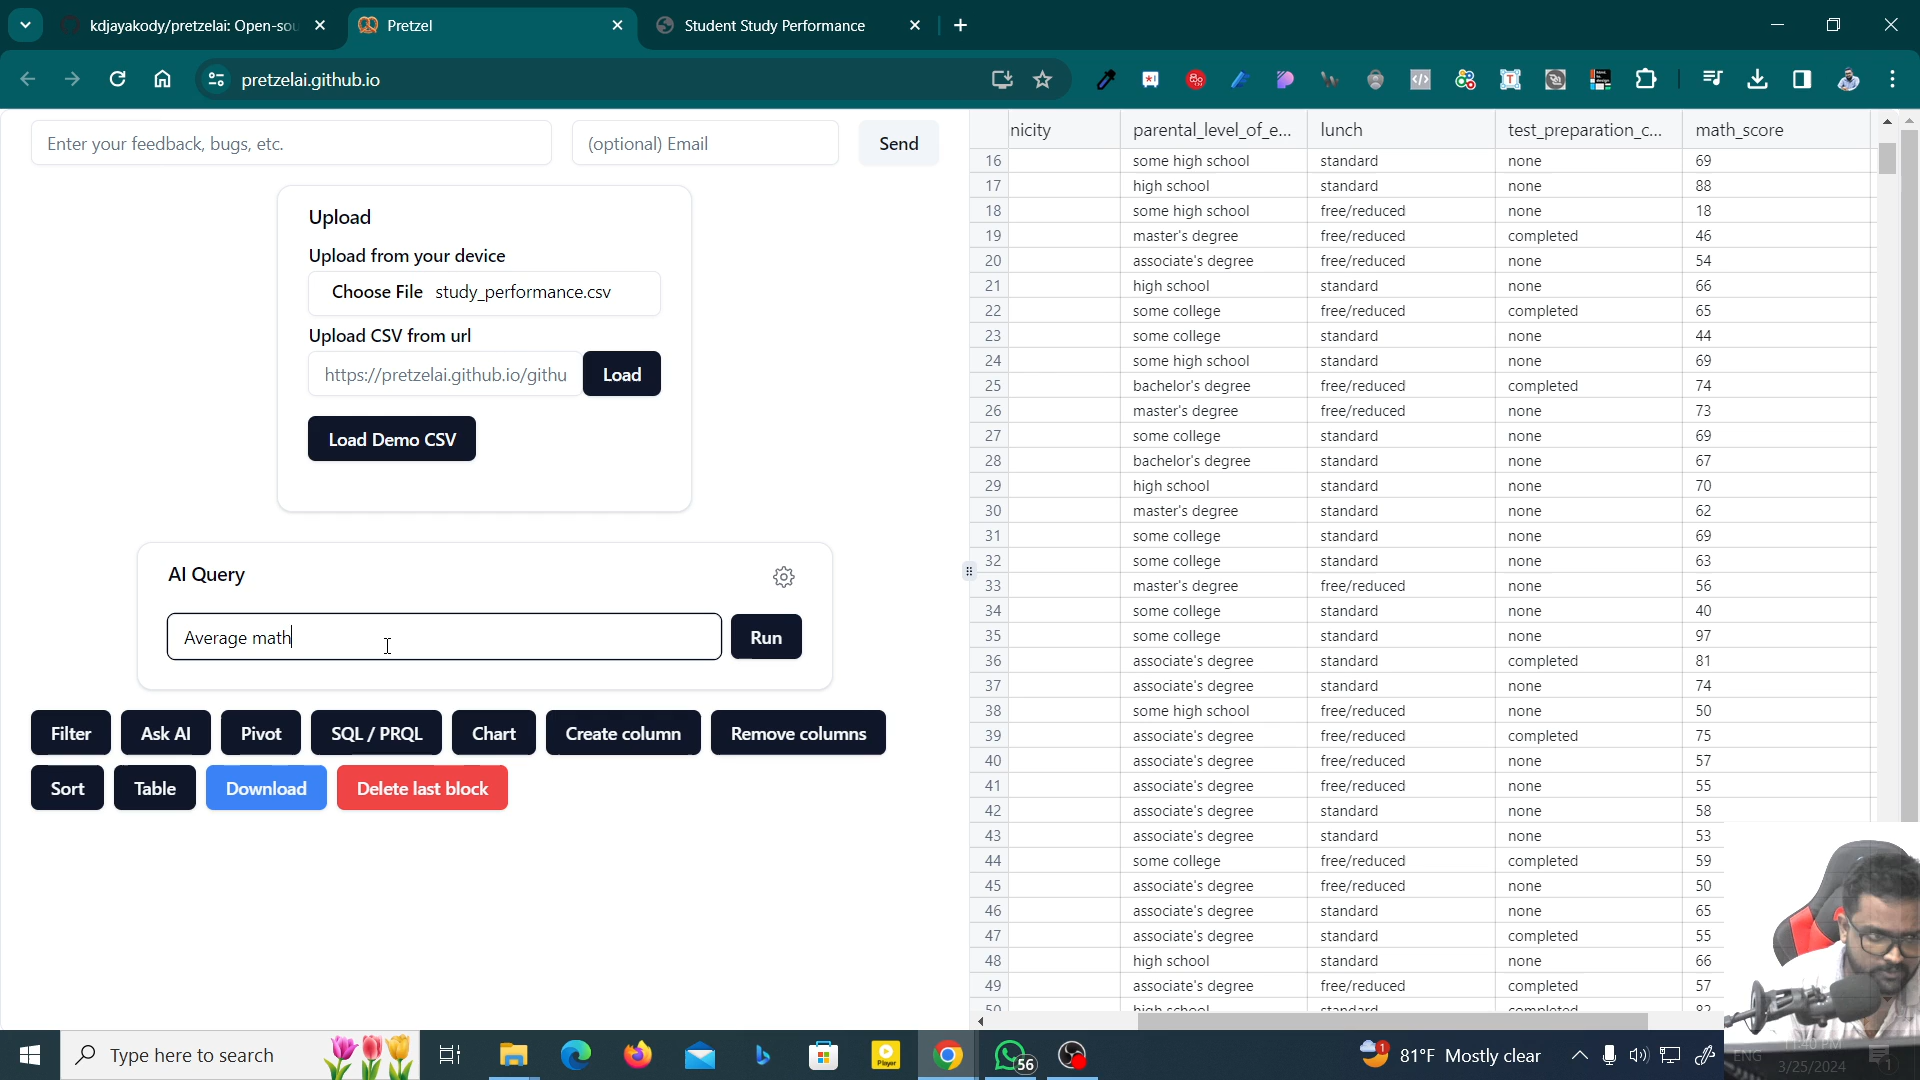 kdjayakody/pretzelai: Open-sou
Pretzel
Student Study Performance
pretzelai.github.io
Enter your feedback, bugs, etc.
(optional) Email
Send
Upload
Upload from your device
Choose File study_performance.csv
Upload CSV from url
https://pretzelai.github.io/githu
Load
Load Demo CSV
AI Query
Average math
Run
Filter
Ask AI
Pivot
SQL / PRQL
Chart
Create column
Remove columns
Sort
Table
Download
Delete last block
nicity parental_level_of_e... lunch test_preparation_c... math_score
16 some high school standard none 69
17 high school standard none 88
18 some high school free/reduced none 18
19 master's degree free/reduced completed 46
20 associate's degree free/reduced none 54
21 high school standard none 66
22 some college free/reduced completed 65
23 some college standard none 44
24 some high school standard none 69
25 bachelor's degree free/reduced completed 74
26 master's degree free/reduced none 73
27 some college standard none 69
28 bachelor's degree standard none 67
29 high school standard none 70
30 master's degree standard none 62
31 some college standard none 69
32 some college standard none 63
33 master's degree free/reduced none 56
34 some college standard none 40
35 some college standard none 97
36 associate's degree standard completed 81
37 associate's degree standard none 74
38 some high school free/reduced none 50
39 associate's degree free/reduced completed 75
40 associate's degree free/reduced none 57
41 associate's degree free/reduced none 55
42 associate's degree standard none 58
43 associate's degree standard none 53
44 some college free/reduced completed 59
45 associate's degree free/reduced none 50
46 associate's degree standard none 65
47 associate's degree standard completed 55
48 high school standard none 66
49 associate's degree free/reduced completed 57
50 high school standard completed 82
Type here to search
Player
56
1
81°F Mostly clear
ENG
3/25/2024
1